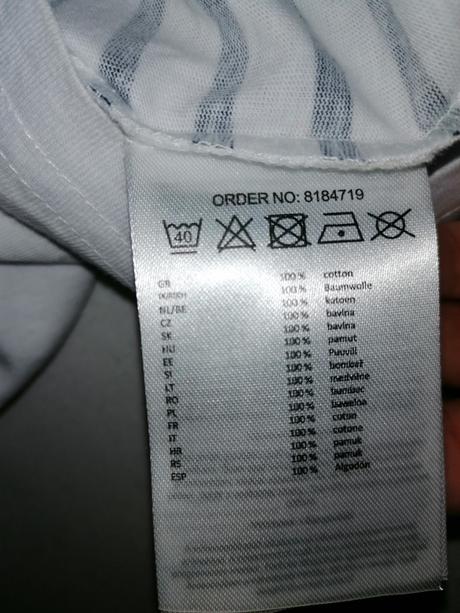 ORDER NO: 8184719
40
GB 100 % cotton
100 % Baumwolle
NL/BE 100 % katoen
CZ 100 % bavlna
SK 100 % bavlna
HU 100 % pamut
EE 100 % Puuvill
SI 100 % bombaž
LT 100 % medvilnė
RO 100 % bumbac
PL 100 % bawełna
FR 100 % coton
IT 100 % cotone
HR 100 % pamuk
RS 100 % pamuk
ESP 100 % Algodón